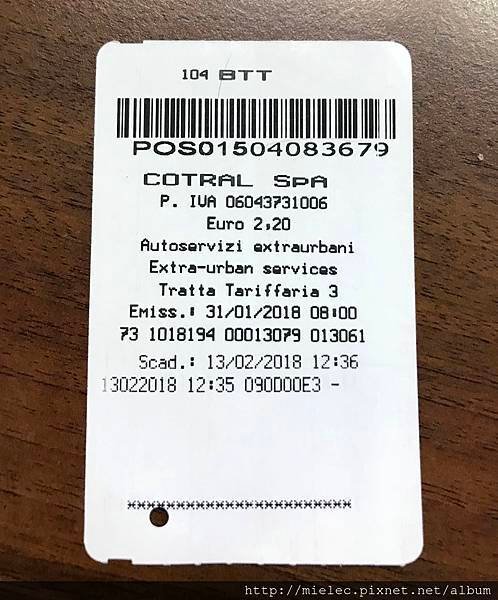 104 BTT
POS01504083679
COTRAL SPA
P. IVA 06043731006
Euro 2,20
Autoservizi extraurbani
Extra-urban services
Tratta Tariffaria 3
Emiss.: 31/01/2018 08:00
73 1018194 00013079 013061
Scad.: 13/02/2018 12:36
13022018 12:35 090D00E3 -
**************************
http://mielec.pixnet.net/album